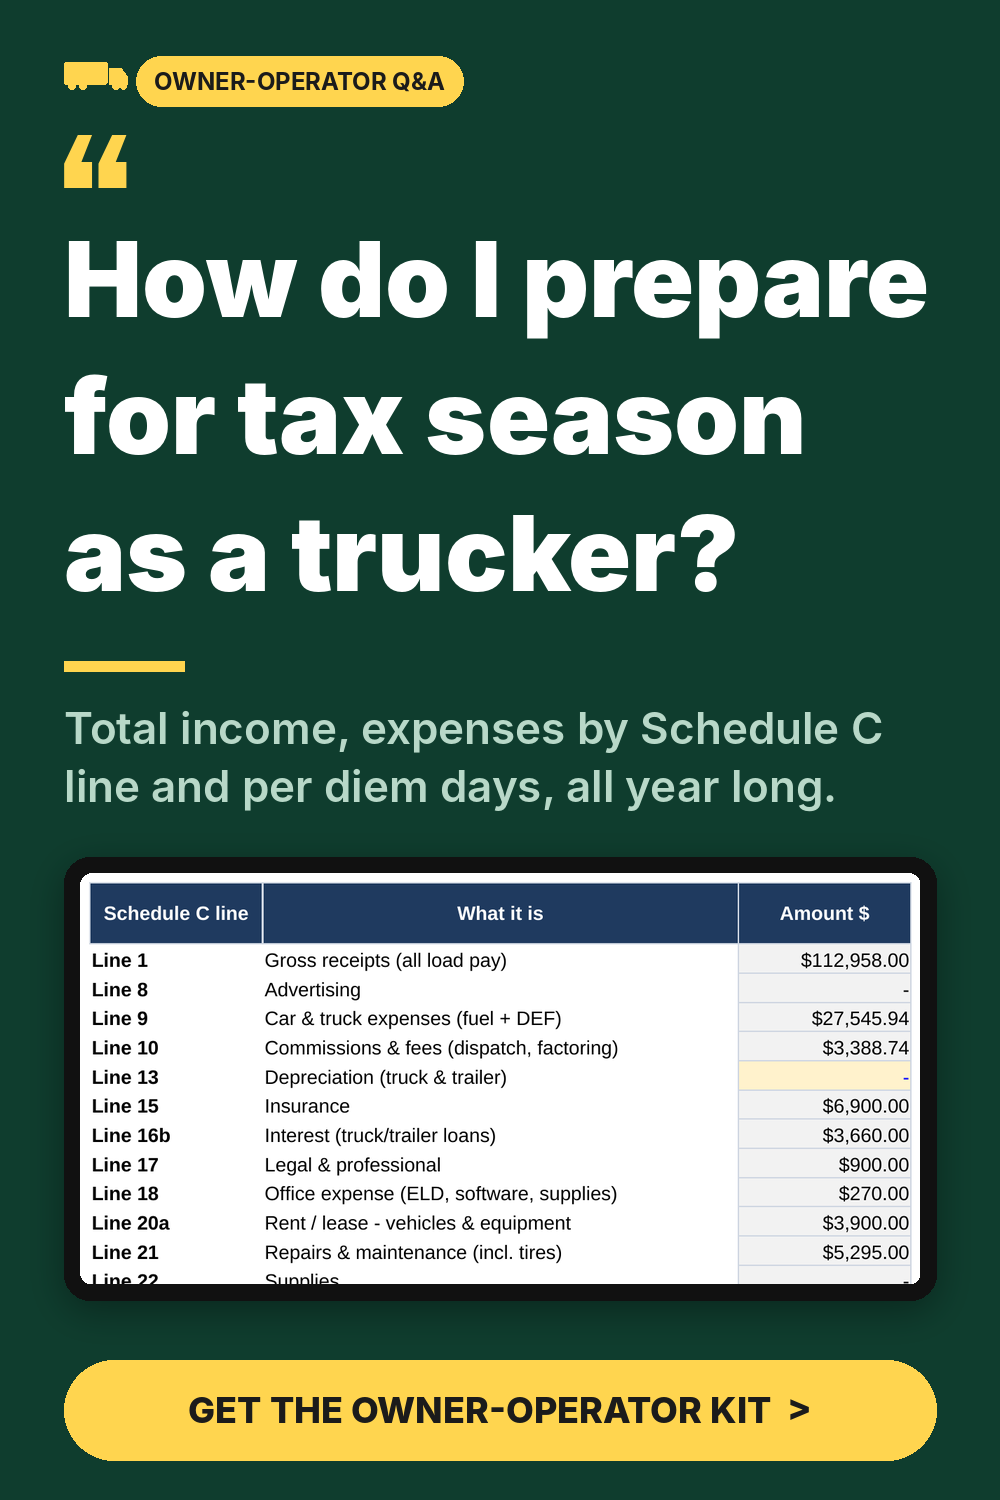 OWNER-OPERATOR Q&A
“
How do I prepare
for tax season
as a trucker?
Total income, expenses by Schedule C
line and per diem days, all year long.
Schedule C line What it is Amount $
Line 1 Gross receipts (all load pay) $112,958.00
Line 8 Advertising -
Line 9 Car & truck expenses (fuel + DEF) $27,545.94
Line 10 Commissions & fees (dispatch, factoring) $3,388.74
Line 13 Depreciation (truck & trailer) -
Line 15 Insurance $6,900.00
Line 16b Interest (truck/trailer loans) $3,660.00
Line 17 Legal & professional $900.00
Line 18 Office expense (ELD, software, supplies) $270.00
Line 20a Rent / lease - vehicles & equipment $3,900.00
Line 21 Repairs & maintenance (incl. tires) $5,295.00
Line 22 Supplies -
GET THE OWNER-OPERATOR KIT >